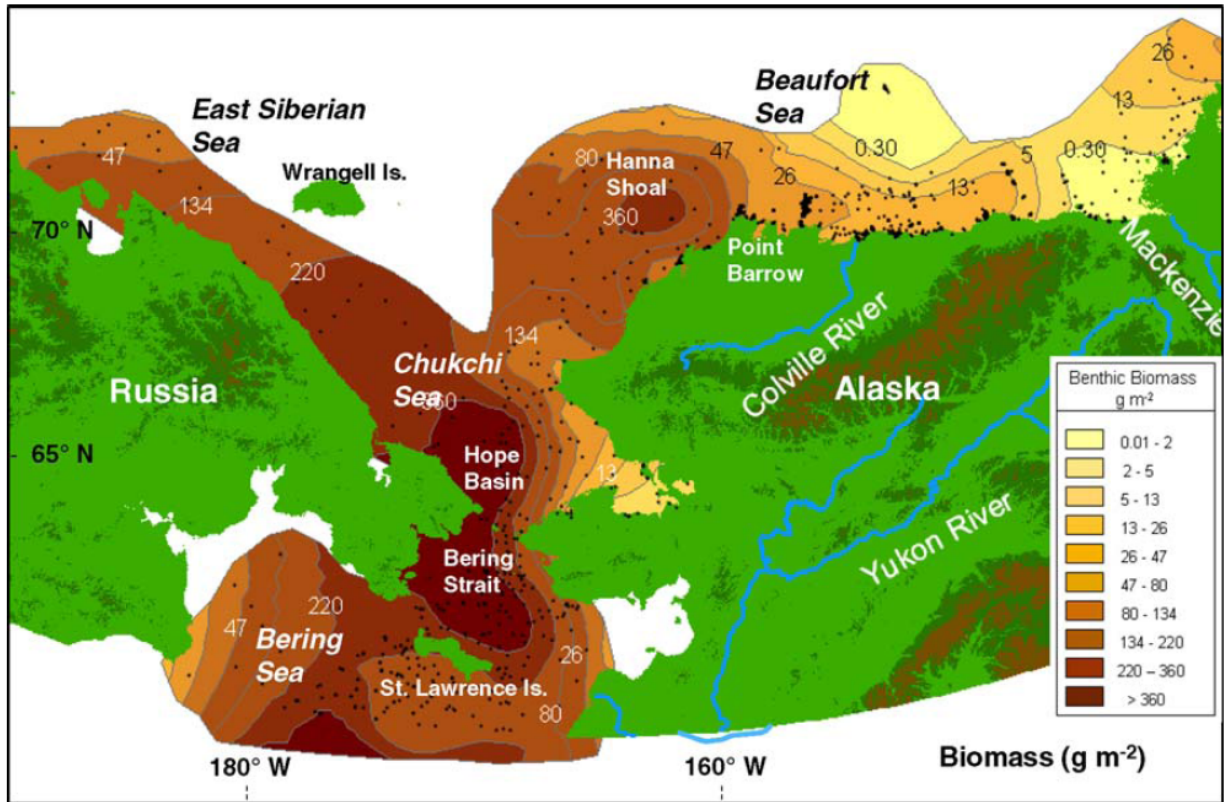 East Siberian
Sea
Wrangell Is.
Beaufort
Sea
26
13
47
80
Hanna
Shoal
47
0.30
5
0.30
26
13
134
360
70° N
220
Point
Barrow
Mackenzie
134
Chukchi
Sea
360
Russia
Colville River
Alaska
65° N
Hope
Basin
13
Bering
Strait
Yukon River
220
47
Bering
Sea
26
St. Lawrence Is.
80
180° W
160° W
Benthic Biomass
g m-2
0.01 - 2
2 - 5
5 - 13
13 - 26
26 - 47
47 - 80
80 - 134
134 - 220
220 – 360
> 360
Biomass (g m-2)